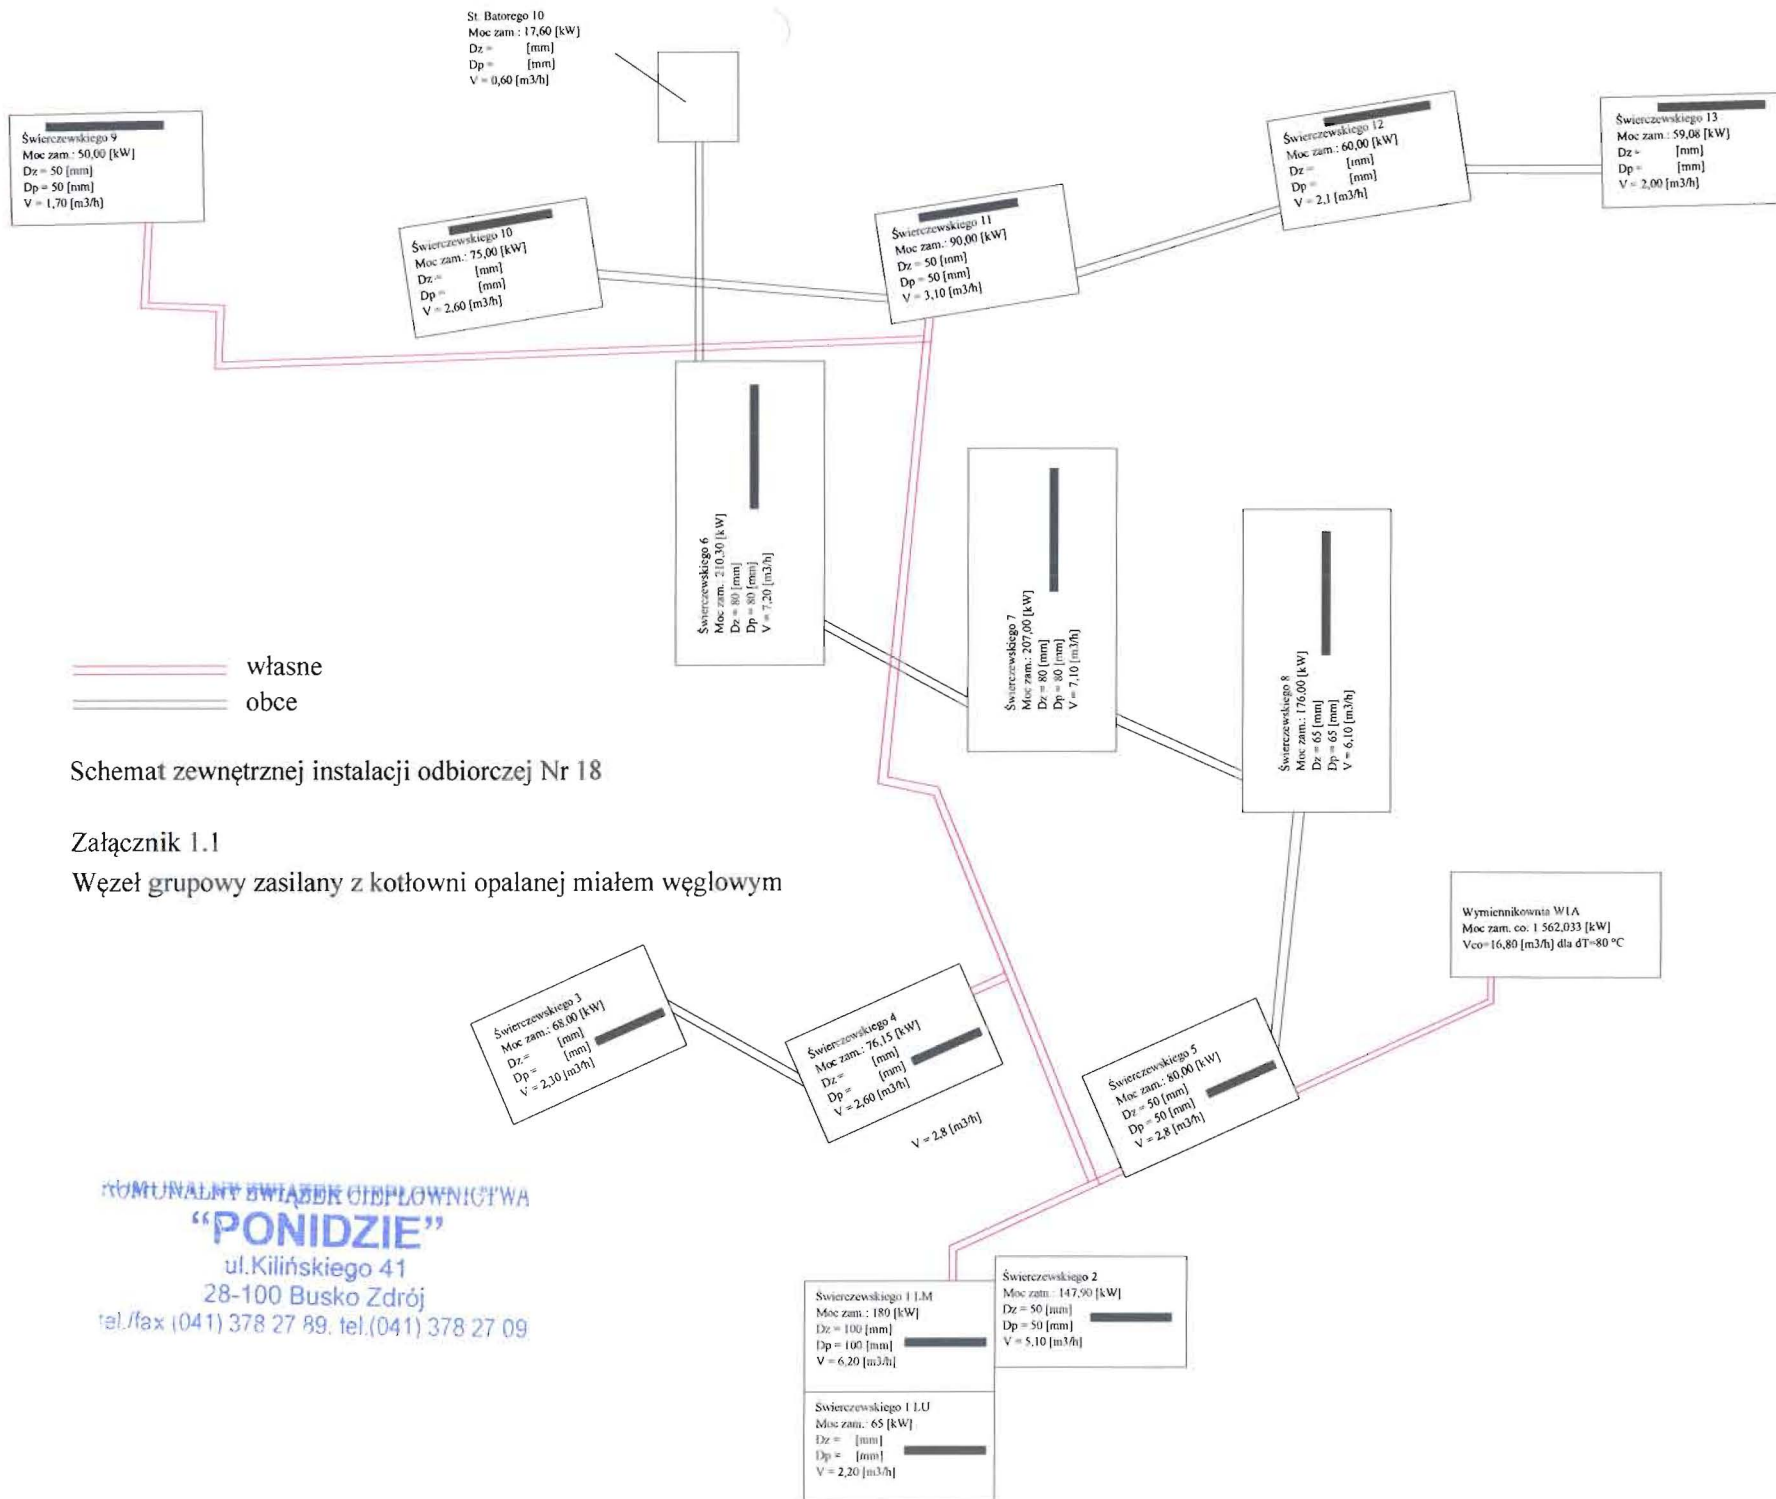 St. Batorego 10
Moc zam.: 17,60 [kW]
Dz = [mm]
Dp = [mm]
V = 0,60 [m3/h]
Świerczewskiego 9
Moc zam.: 50,00 [kW]
Dz = 50 [mm]
Dp = 50 [mm]
V = 1,70 [m3/h]
Świerczewskiego 10
Moc zam.: 75,00 [kW]
Dz = [mm]
Dp = [mm]
V = 2,60 [m3/h]
Świerczewskiego 11
Moc zam.: 90,00 [kW]
Dz = 50 [mm]
Dp = 50 [mm]
V = 3,10 [m3/h]
Świerczewskiego 12
Moc zam.: 60,00 [kW]
Dz = [mm]
Dp = [mm]
V = 2,1 [m3/h]
Świerczewskiego 13
Moc zam.: 59,08 [kW]
Dz = [mm]
Dp = [mm]
V = 2,00 [m3/h]
Świerczewskiego 6
Moc zam.: 210,30 [kW]
Dz = 80 [mm]
Dp = 80 [mm]
V = 7,20 [m3/h]
Świerczewskiego 7
Moc zam.: 207,00 [kW]
Dz = 80 [mm]
Dp = 80 [mm]
V = 7,10 [m3/h]
Świerczewskiego 8
Moc zam.: 176,00 [kW]
Dz = 65 [mm]
Dp = 65 [mm]
V = 6,10 [m3/h]
własne
obce
Schemat zewnętrznej instalacji odbiorczej Nr 18
Załącznik 1.1
Węzeł grupowy zasilany z kotłowni opalanej miałem węglowym
Wymiennikownia W1A
Moc zam. co: 1 562,033 [kW]
Vco=16,80 [m3/h] dla dT=80 °C
Świerczewskiego 3
Moc zam.: 68,00 [kW]
Dz = [mm]
Dp = [mm]
V = 2,30 [m3/h]
Świerczewskiego 4
Moc zam.: 76,15 [kW]
Dz = [mm]
Dp = [mm]
V = 2,60 [m3/h]
V = 2,8 [m3/h]
Świerczewskiego 5
Moc zam.: 80,00 [kW]
Dz = 50 [mm]
Dp = 50 [mm]
V = 2,8 [m3/h]
KOMUNALNY ZWIĄZEK CIEPŁOWNICTWA
“PONIDZIE”
ul.Kilińskiego 41
28-100 Busko Zdrój
tel./fax (041) 378 27 89. tel.(041) 378 27 09
Świerczewskiego 1 LM
Moc zam.: 180 [kW]
Dz = 100 [mm]
Dp = 100 [mm]
V = 6,20 [m3/h]
Świerczewskiego 2
Moc zam.: 147,90 [kW]
Dz = 50 [mm]
Dp = 50 [mm]
V = 5,10 [m3/h]
Świerczewskiego 1 LU
Moc zam.: 65 [kW]
Dz = [mm]
Dp = [mm]
V = 2,20 [m3/h]